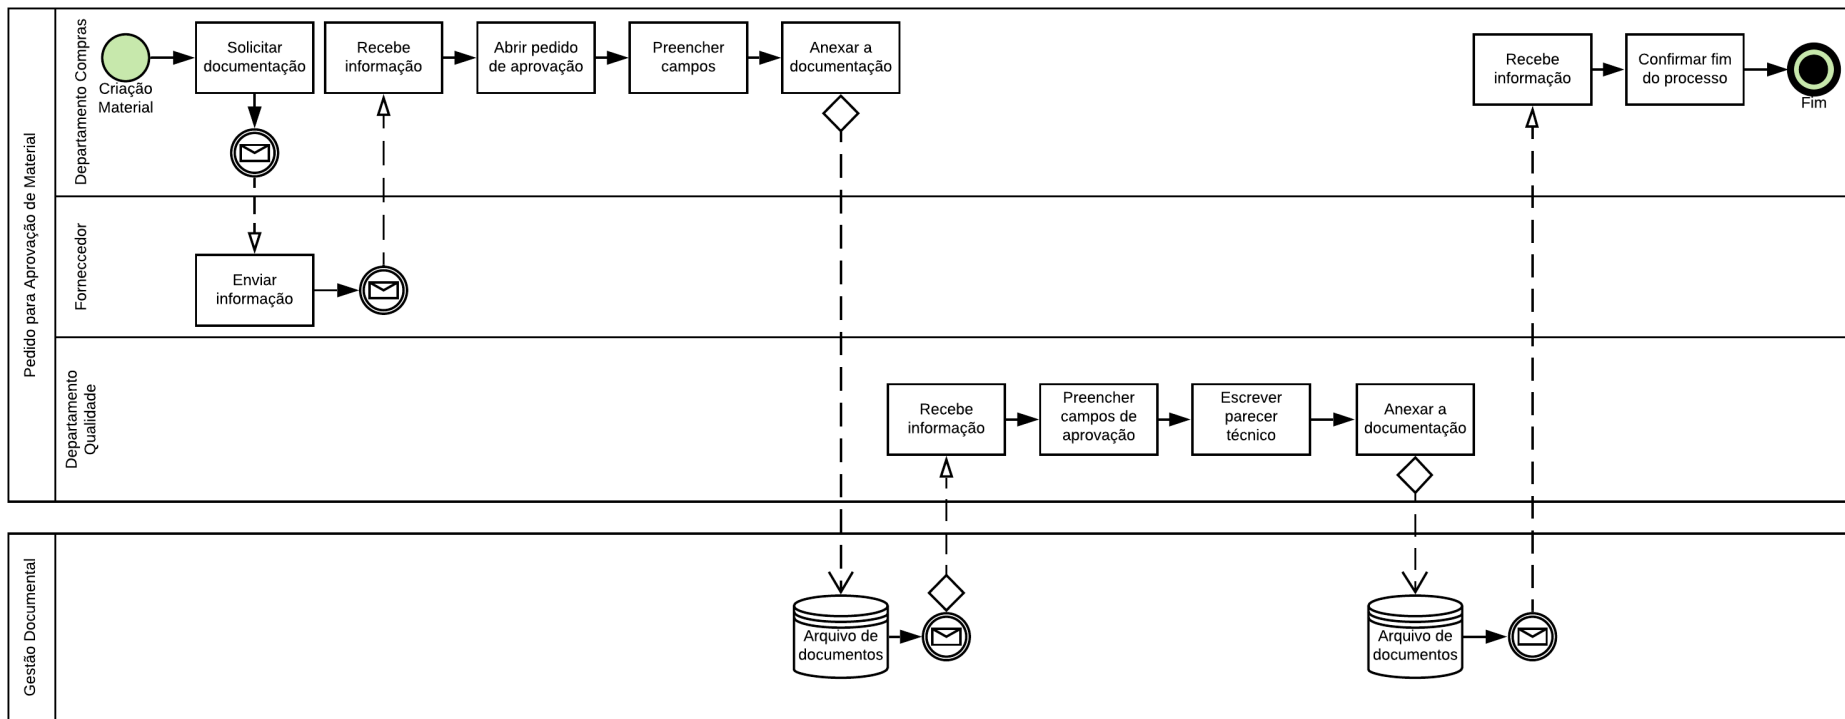 Pedido para Aprovação de Material
Departamento Compras
Criação
Material
Solicitar
documentação
Recebe
informação
Abrir pedido
de aprovação
Preencher
campos
Anexar a
documentação
Recebe
informação
Confirmar fim
do processo
Fim
Forneccedor
Enviar
informação
Departamento
Qualidade
Recebe
informação
Preencher
campos de
aprovação
Escrever
parecer
técnico
Anexar a
documentação
Gestão Documental
Arquivo de
documentos
Arquivo de
documentos